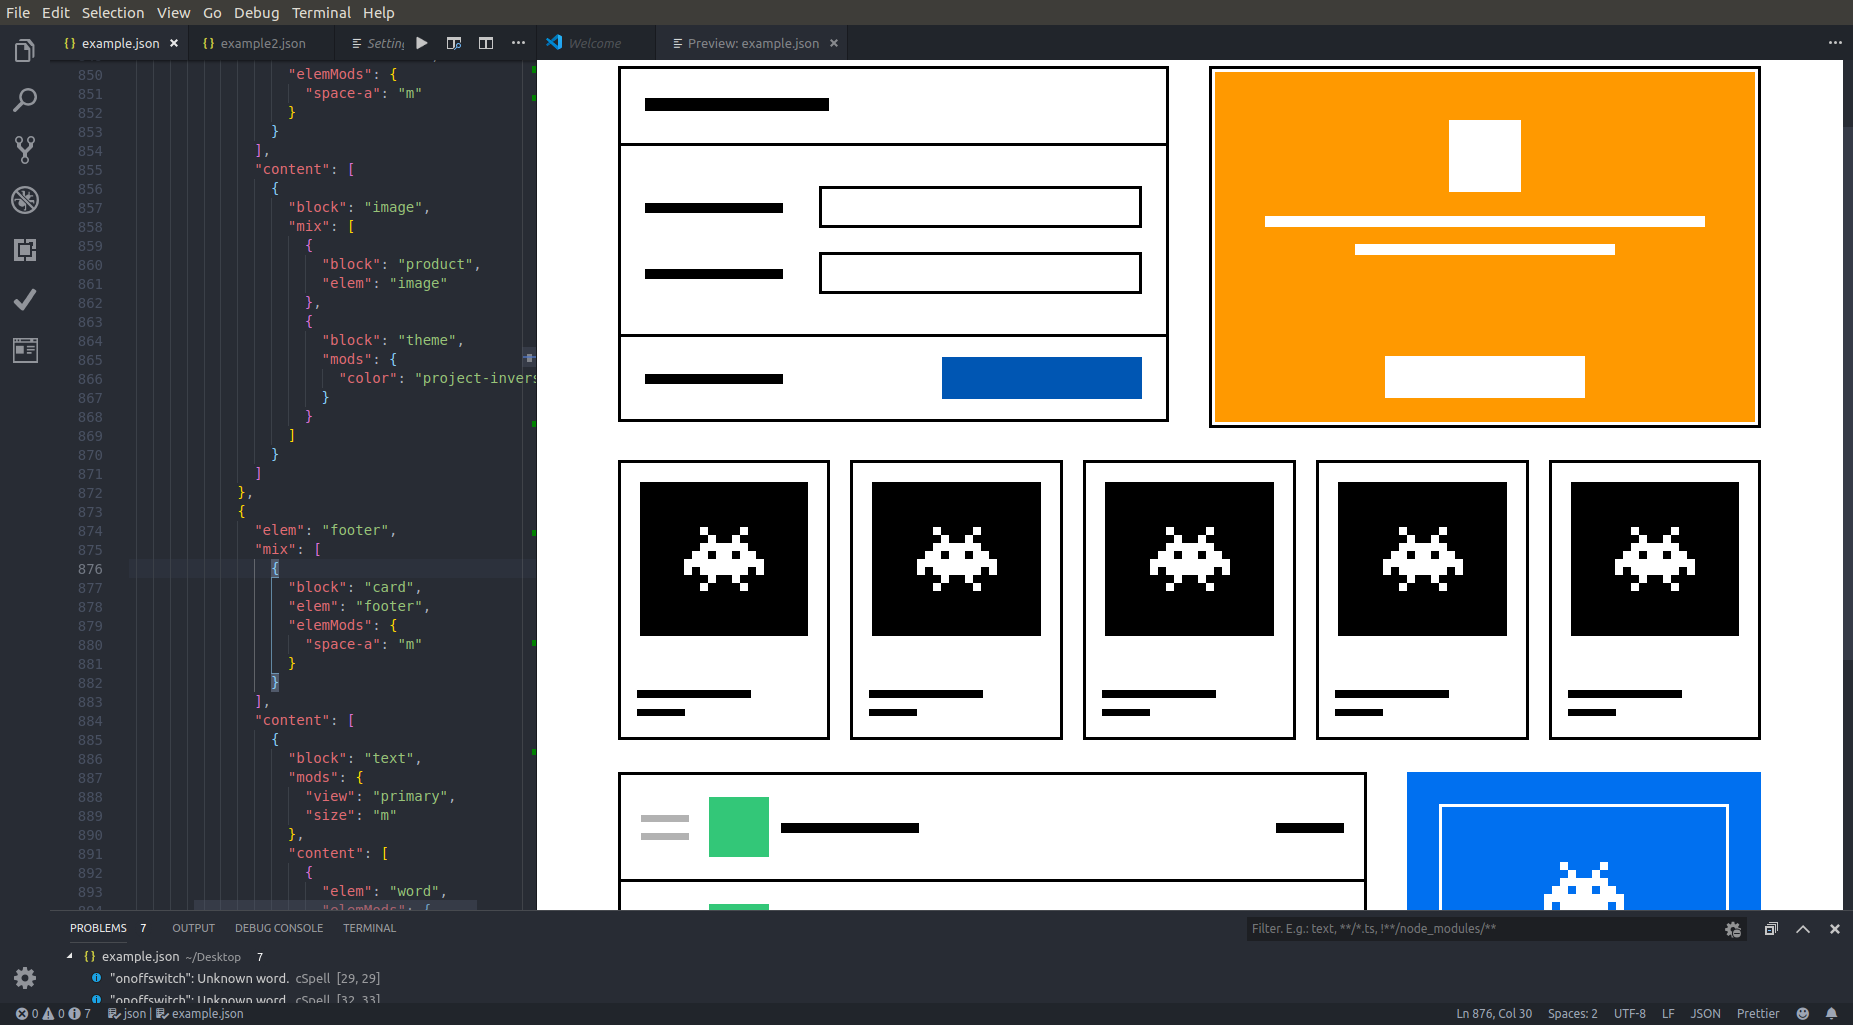 File Edit Selection View Go Debug Terminal Help
{} example.json × {} example2.json Settin Welcome Preview: example.json ×
850 "elemMods": {
851 "space-a": "m"
852 }
853 }
854 ],
855 "content": [
856 {
857 "block": "image",
858 "mix": [
859 {
860 "block": "product",
861 "elem": "image"
862 },
863 {
864 "block": "theme",
865 "mods": {
866 "color": "project-invers
867 }
868 }
869 ]
870 }
871 ]
872 },
873 {
874 "elem": "footer",
875 "mix": [
876 {
877 "block": "card",
878 "elem": "footer",
879 "elemMods": {
880 "space-a": "m"
881 }
882 }
883 ],
884 "content": [
885 {
886 "block": "text",
887 "mods": {
888 "view": "primary",
889 "size": "m"
890 },
891 "content": [
892 {
893 "elem": "word",
894 "elemMods": {
PROBLEMS 7 OUTPUT DEBUG CONSOLE TERMINAL Filter. E.g.: text, **/*.ts, !**/node_modules/**
{} example.json ~/Desktop 7
"onoffswitch": Unknown word. cSpell [29, 29]
"onoffswitch": Unknown word. cSpell [32, 33]
0 0 7 json | example.json Ln 876, Col 30 Spaces: 2 UTF-8 LF JSON Prettier